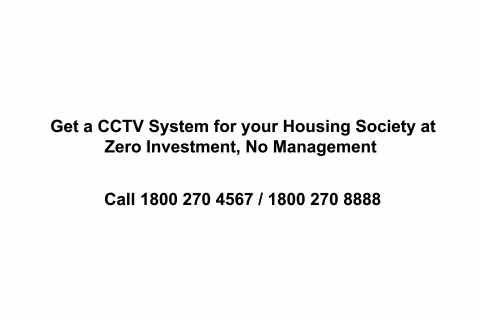 Get a CCTV System for your Housing Society at
Zero Investment, No Management
Call 1800 270 4567 / 1800 270 8888